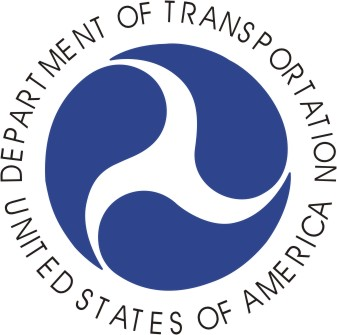 DEPARTMENT OF TRANSPORTATION
UNITED STATES OF AMERICA